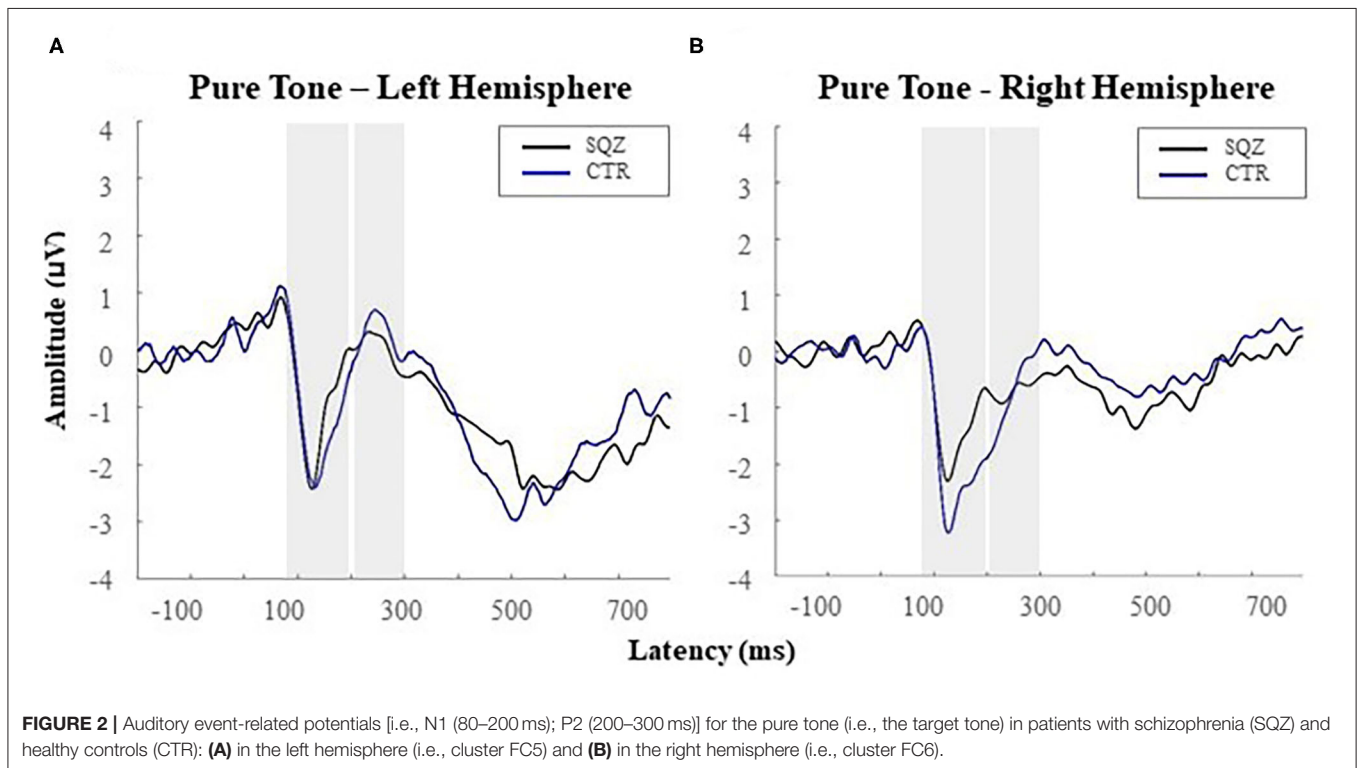 A
B
Pure Tone – Left Hemisphere
Pure Tone - Right Hemisphere
SQZ
CTR
SQZ
CTR
Amplitude (μV)
4
3
2
1
0
-1
-2
-3
-4
4
3
2
1
0
-1
-2
-3
-4
-100 100 300 500 700
-100 100 300 500 700
Latency (ms)
FIGURE 2 | Auditory event-related potentials [i.e., N1 (80–200 ms); P2 (200–300 ms)] for the pure tone (i.e., the target tone) in patients with schizophrenia (SQZ) and
healthy controls (CTR): (A) in the left hemisphere (i.e., cluster FC5) and (B) in the right hemisphere (i.e., cluster FC6).